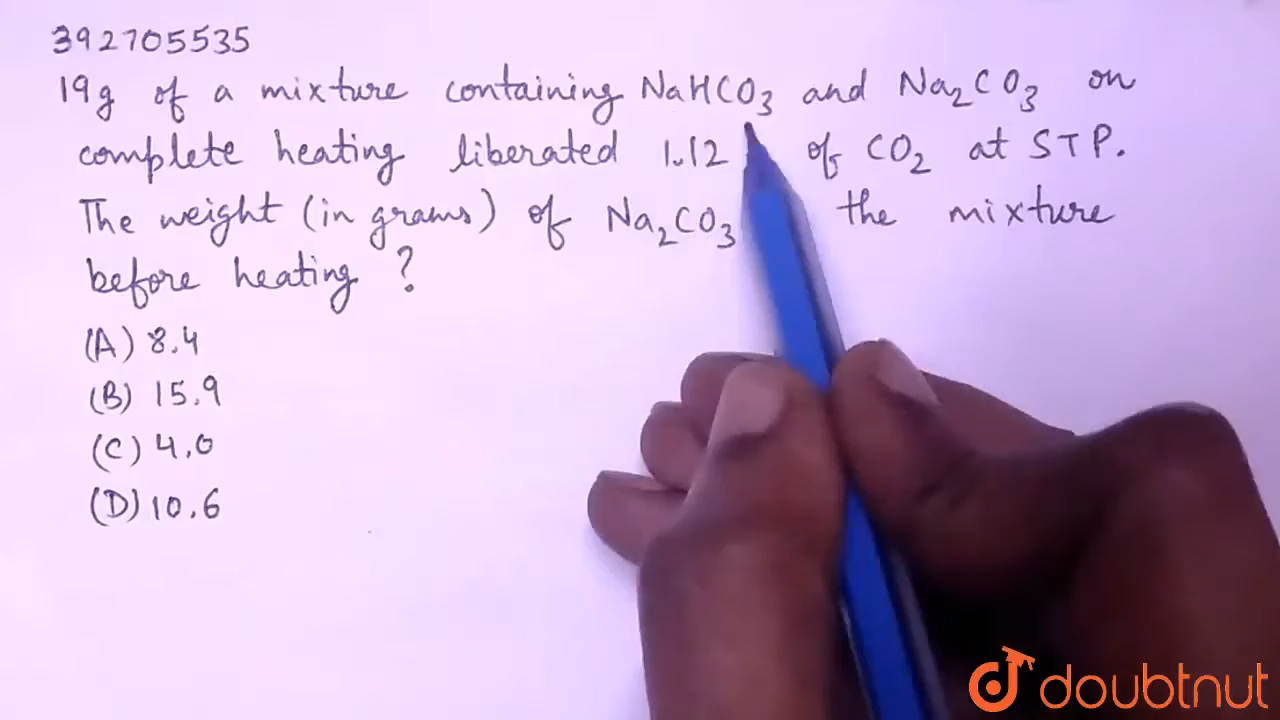 392705535
19g of a mixture containing NaHCO3 and Na2CO3 on
complete heating liberated 1.12 of CO2 at STP.
The weight (in grams) of Na2CO3 the mixture
before heating ?
(A) 8.4
(B) 15.9
(C) 4.0
(D) 10.6
doubtnut